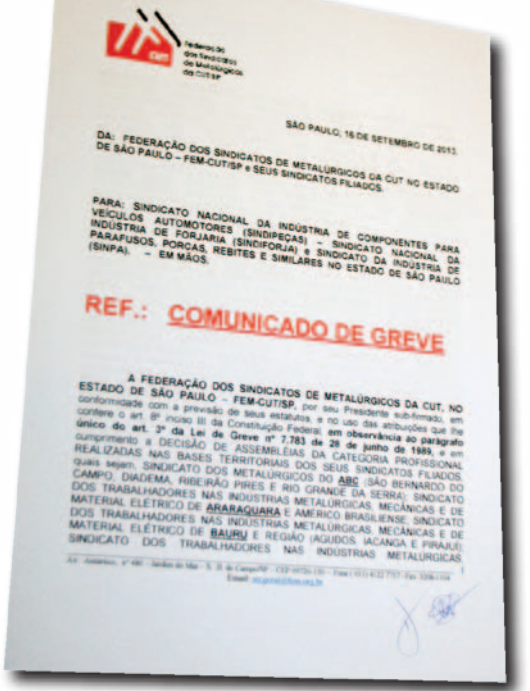 Federação
dos Sindicatos
de Metalúrgicos
da CUT/SP
SÃO PAULO, 16 DE SETEMBRO DE 2013.
DA: FEDERAÇÃO DOS SINDICATOS DE METALÚRGICOS DA CUT NO ESTADO
DE SÃO PAULO – FEM-CUT/SP e SEUS SINDICATOS FILIADOS.
PARA: SINDICATO NACIONAL DA INDÚSTRIA DE COMPONENTES PARA
VEÍCULOS AUTOMOTORES (SINDIPEÇAS) – SINDICATO NACIONAL DA
INDÚSTRIA DE FORJARIA (SINDIFORJA) e SINDICATO DA INDÚSTRIA DE
PARAFUSOS, PORCAS, REBITES E SIMILARES NO ESTADO DE SÃO PAULO
(SINPA). – EM MÃOS.
REF.: COMUNICADO DE GREVE
A FEDERAÇÃO DOS SINDICATOS DE METALÚRGICOS DA CUT, NO
ESTADO DE SÃO PAULO – FEM-CUT/SP, por seu Presidente sub-firmado, em
conformidade com a previsão de seus estatutos, e no uso das atribuições que lhe
confere o art. 8º inciso III da Constituição Federal, em observância ao parágrafo
único do art. 3º da Lei de Greve nº 7.783 de 28 de junho de 1989, e em
cumprimento a DECISÃO DE ASSEMBLÉIAS DA CATEGORIA PROFISSIONAL
REALIZADAS NAS BASES TERRITORIAIS DOS SEUS SINDICATOS FILIADOS,
quais sejam, SINDICATO DOS METALÚRGICOS DO ABC (SÃO BERNARDO DO
CAMPO, DIADEMA, RIBEIRÃO PIRES E RIO GRANDE DA SERRA); SINDICATO
DOS TRABALHADORES NAS INDÚSTRIAS METALÚRGICAS, MECÂNICAS E DE
MATERIAL ELÉTRICO DE ARARAQUARA E AMÉRICO BRASILIENSE; SINDICATO
DOS TRABALHADORES NAS INDÚSTRIAS METALÚRGICAS, MECÂNICAS E DE
MATERIAL ELÉTRICO DE BAURU E REGIÃO (AGUDOS, IACANGA E PIRAJUÍ);
SINDICATO DOS TRABALHADORES NAS INDÚSTRIAS METALÚRGICAS,